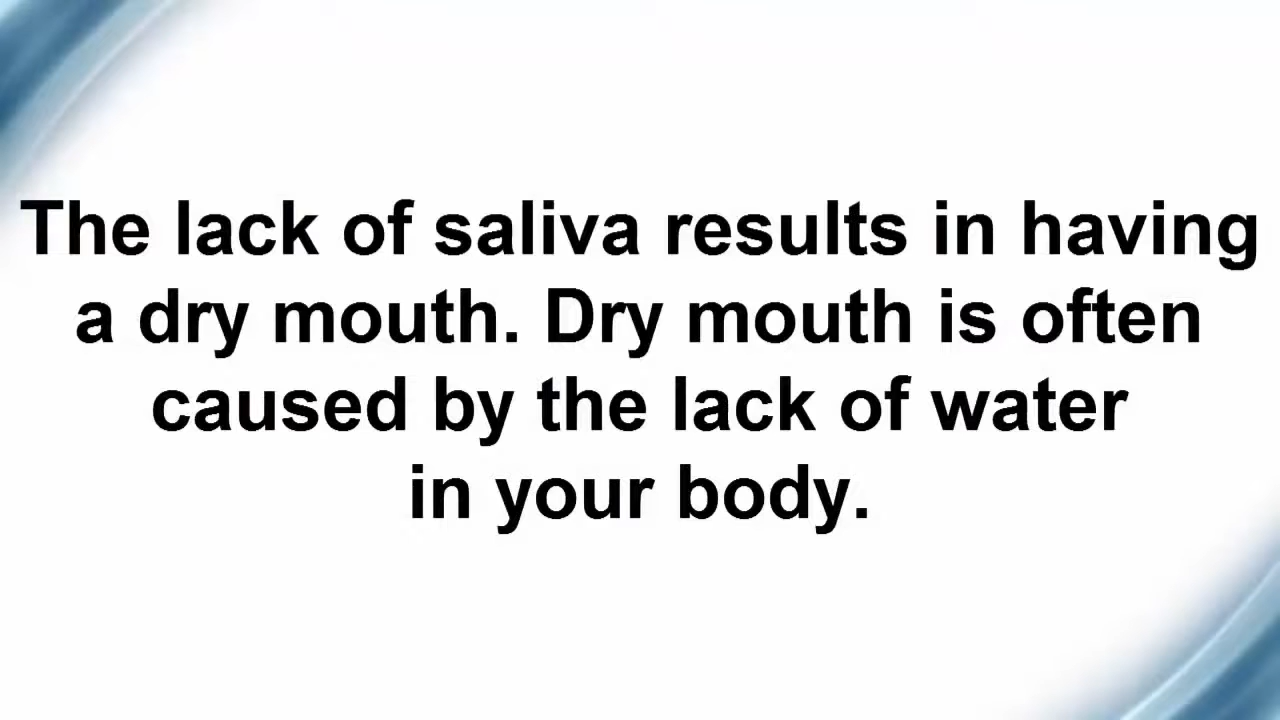 The lack of saliva results in having
a dry mouth. Dry mouth is often
caused by the lack of water
in your body.